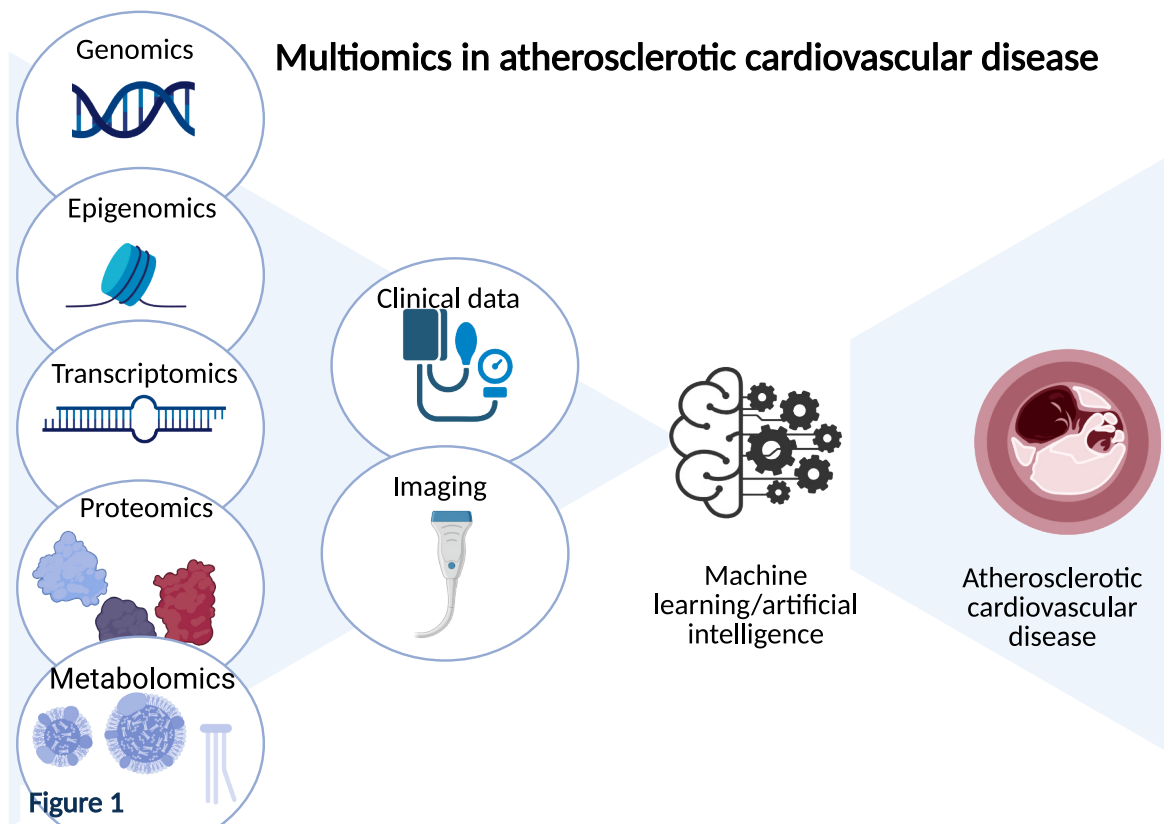 Multiomics in atherosclerotic cardiovascular disease
Genomics
Epigenomics
Transcriptomics
Proteomics
Metabolomics
Clinical data
Imaging
Machine
learning/artificial
intelligence
Atherosclerotic
cardiovascular
disease
Figure 1